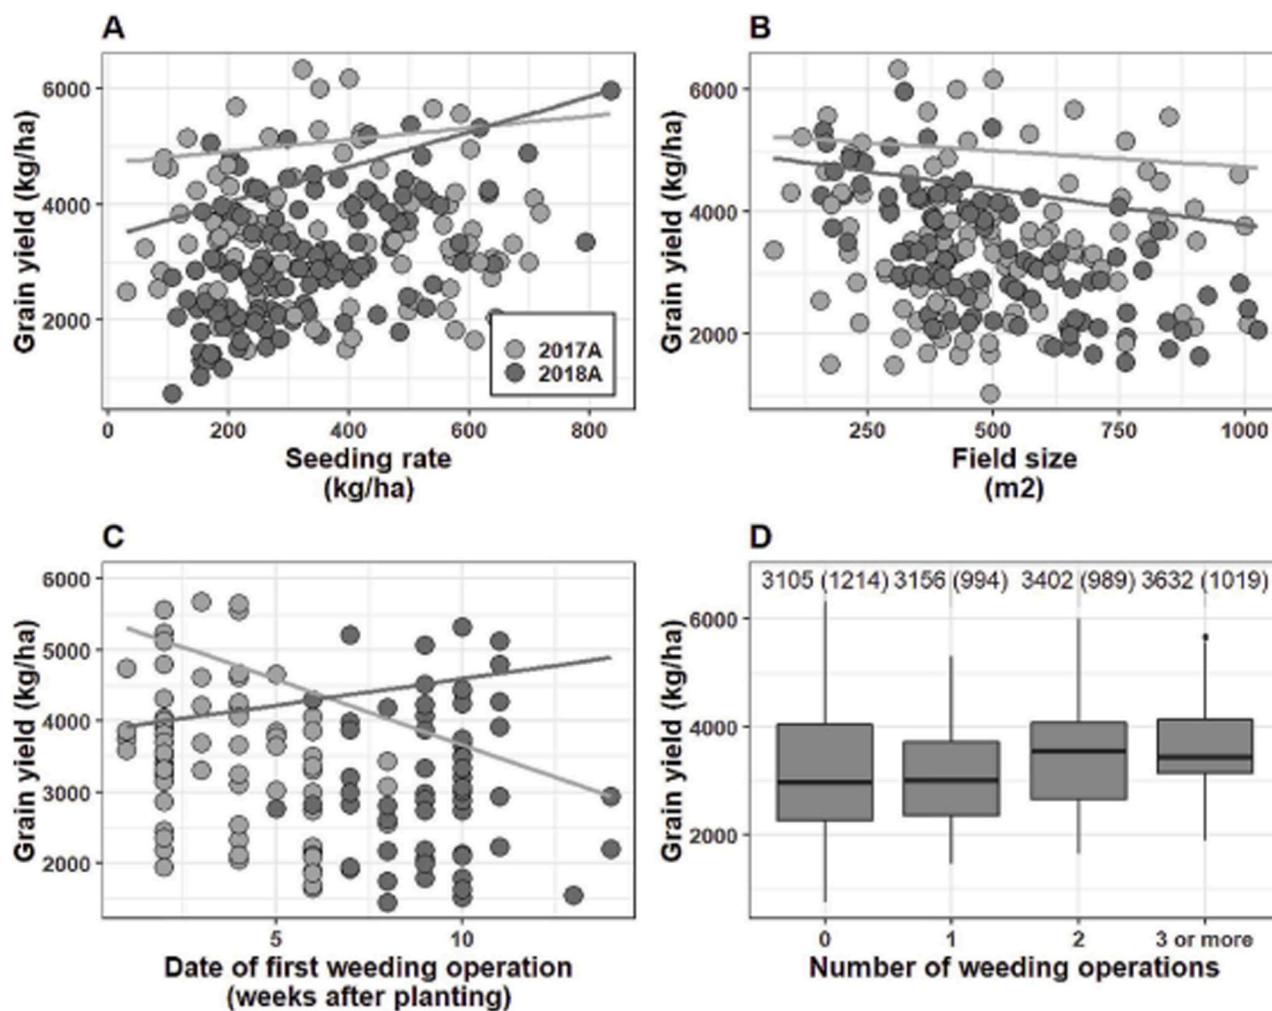 A
Grain yield (kg/ha)
6000
4000
2000
0 200 400 600 800
Seeding rate
(kg/ha)
2017A
2018A
B
Grain yield (kg/ha)
6000
4000
2000
250 500 750 1000
Field size
(m2)
C
Grain yield (kg/ha)
6000
5000
4000
3000
2000
5 10
Date of first weeding operation
(weeks after planting)
D
3105 (1214) 3156 (994) 3402 (989) 3632 (1019)
Grain yield (kg/ha)
6000
4000
2000
0 1 2 3 or more
Number of weeding operations